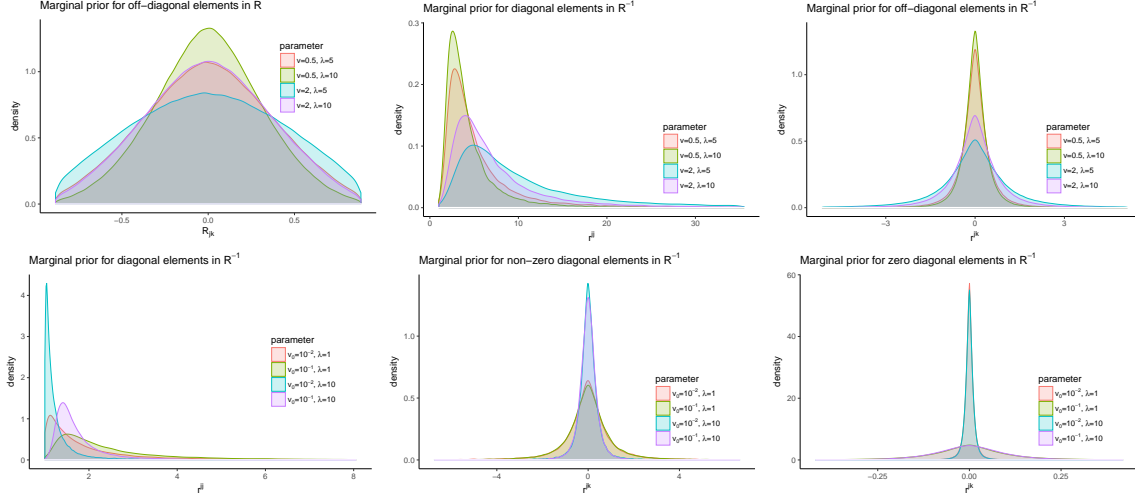 Marginal prior for off-diagonal elements in R
density
1.0
0.5
0.0
−0.5
0.0
0.5
R_jk
parameter
v=0.5, λ=5
v=0.5, λ=10
v=2, λ=5
v=2, λ=10
Marginal prior for diagonal elements in R⁻¹
density
0.3
0.2
0.1
0.0
0
10
20
30
r^jj
parameter
v=0.5, λ=5
v=0.5, λ=10
v=2, λ=5
v=2, λ=10
Marginal prior for off-diagonal elements in R⁻¹
density
1.0
0.5
0.0
−3
0
3
r^jk
parameter
v=0.5, λ=5
v=0.5, λ=10
v=2, λ=5
v=2, λ=10
Marginal prior for diagonal elements in R⁻¹
density
4
3
2
1
0
2
4
6
8
r^jj
parameter
v₀=10⁻², λ=1
v₀=10⁻¹, λ=1
v₀=10⁻², λ=10
v₀=10⁻¹, λ=10
Marginal prior for non-zero diagonal elements in R⁻¹
density
1.0
0.5
0.0
−4
0
4
r^jk
parameter
v₀=10⁻², λ=1
v₀=10⁻¹, λ=1
v₀=10⁻², λ=10
v₀=10⁻¹, λ=10
Marginal prior for zero diagonal elements in R⁻¹
density
60
40
20
0
−0.25
0.00
0.25
r^jk
parameter
v₀=10⁻², λ=1
v₀=10⁻¹, λ=1
v₀=10⁻², λ=10
v₀=10⁻¹, λ=10